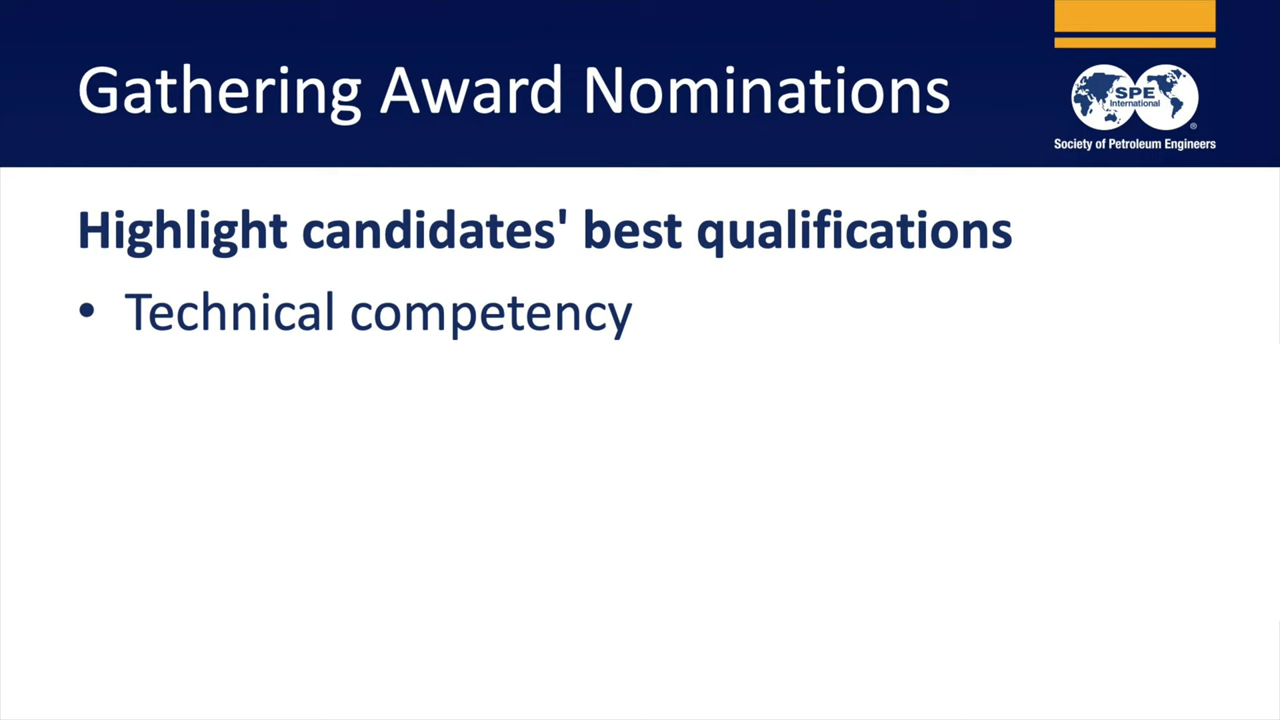 Gathering Award Nominations
SPE
International
®
Society of Petroleum Engineers
Highlight candidates' best qualifications
• Technical competency